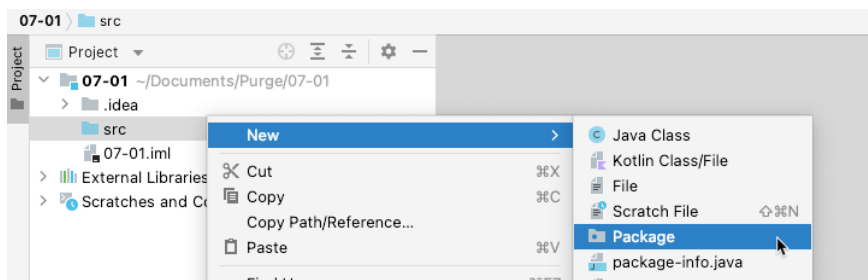 07-01 src
Project
Project
07-01 ~/Documents/Purge/07-01
.idea
src
07-01.iml
External Libraries
Scratches and
New
Cut ⌘X
Copy ⌘C
Copy Path/Reference...
Paste ⌘V
Java Class
Kotlin Class/File
File
Scratch File ⇧⌘N
Package
package-info.java